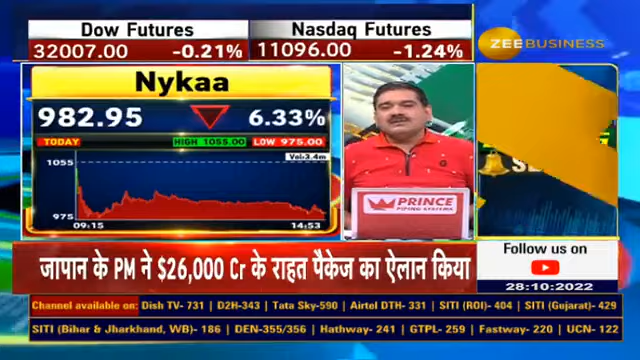 Dow Futures
32007.00 -0.21%
Nasdaq Futures
11096.00 -1.24%
ZEE BUSINESS
Nykaa
982.95 6.33%
TODAY HIGH 1055.00 LOW 975.00
Vol:2.4m
1055
975
09:15 14:53
PRINCE
PIPING SYSTEMS
जापान के PM ने $26,000 Cr के राहत पैकेज का ऐलान किया
Follow us on
28:10:2022
Channel available on: Dish TV- 731 | D2H-343 | Tata Sky-590 | Airtel DTH- 331 | SITI (ROI)- 404 | SITI (Gujarat)- 429
SITI (Bihar & Jharkhand, WB)- 186 | DEN-355/356 | Hathway- 241 | GTPL- 259 | Fastway- 220 | UCN- 122